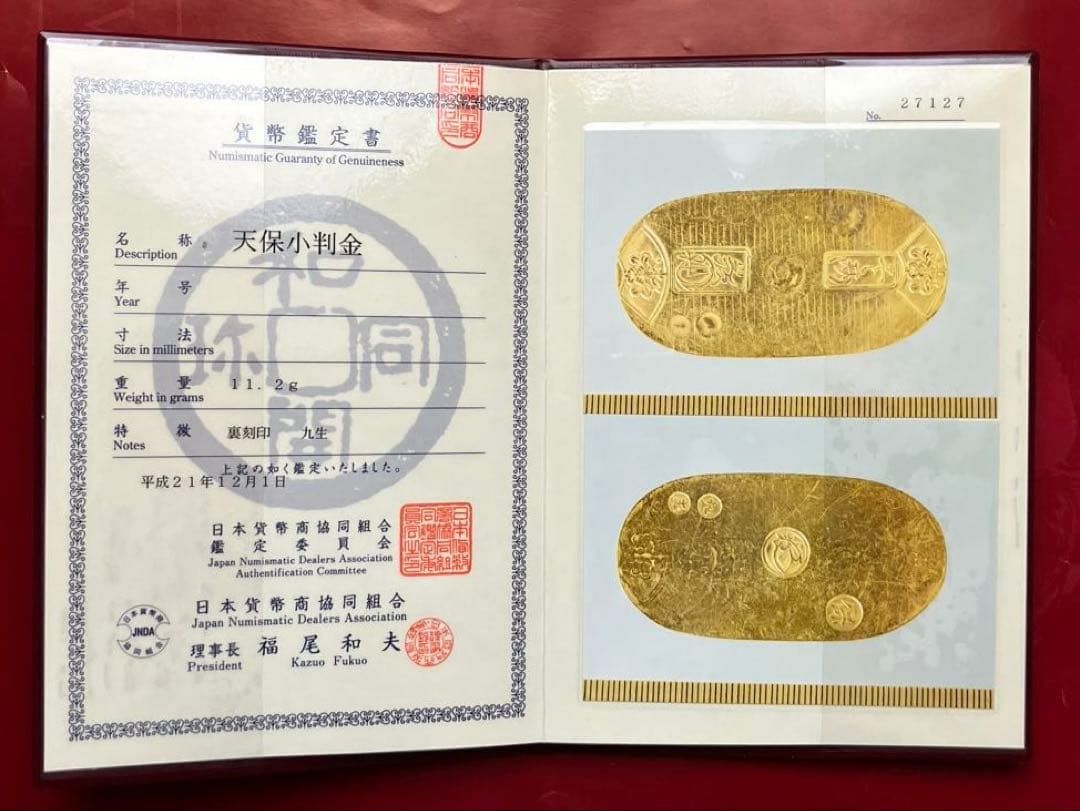 貨幣鑑定書
Numismatic Guaranty of Genuineness
名 称 天保小判金
Description
年 号
Year
寸 法
Size in millimeters
重 量 11.2g
Weight in grams
特 徴 裏刻印 九生
Notes
上記の如く鑑定いたしました。
平成21年12月1日
日本貨幣商協同組合
鑑定委員会
Japan Numismatic Dealers Association
Authentification Committee
日本貨幣商協同組合
Japan Numismatic Dealers Association
理事長 福尾和夫
President Kazuo Fukuo
JNDA
和同開珎
No. 27127